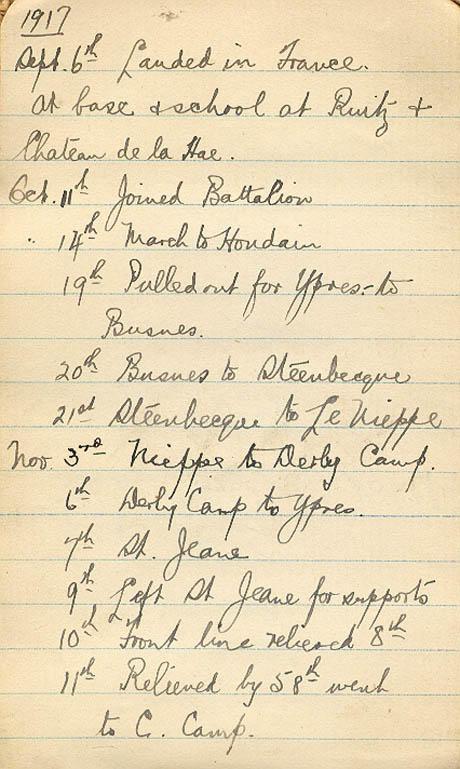 1917
Sept. 6th Landed in France.
At base & school at Ruitz &
Chateau de la Hae.
Oct. 11th Joined Battalion
" 14th March to Houdain
19th Pulled out for Ypres - to
Busnes.
20th Busnes to Steenbecque
21st Steenbecque to Le Nieppe
Nov. 3rd Nieppe to Derby Camp.
6th Derby Camp to Ypres.
7th St. Jeane
9th Left St Jeane for supports
10th Front line relieved 8th
11th Relieved by 58th went
to C. Camp.